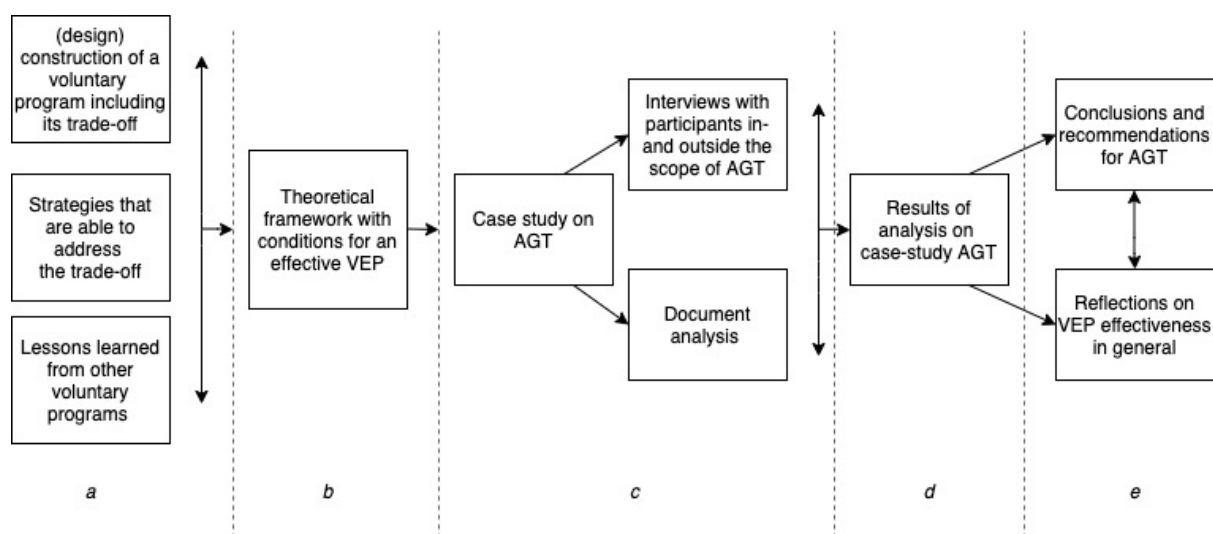 (design)
construction of a
voluntary
program including
its trade-off
Strategies that
are able to
address
the trade-off
Lessons learned
from other
voluntary
programs
Theoretical
framework with
conditions for an
effective VEP
Case study on
AGT
Interviews with
participants in-
and outside the
scope of AGT
Document
analysis
Results of
analysis on
case-study AGT
Conclusions and
recommendations
for AGT
Reflections on
VEP effectiveness
in general
a
b
c
d
e